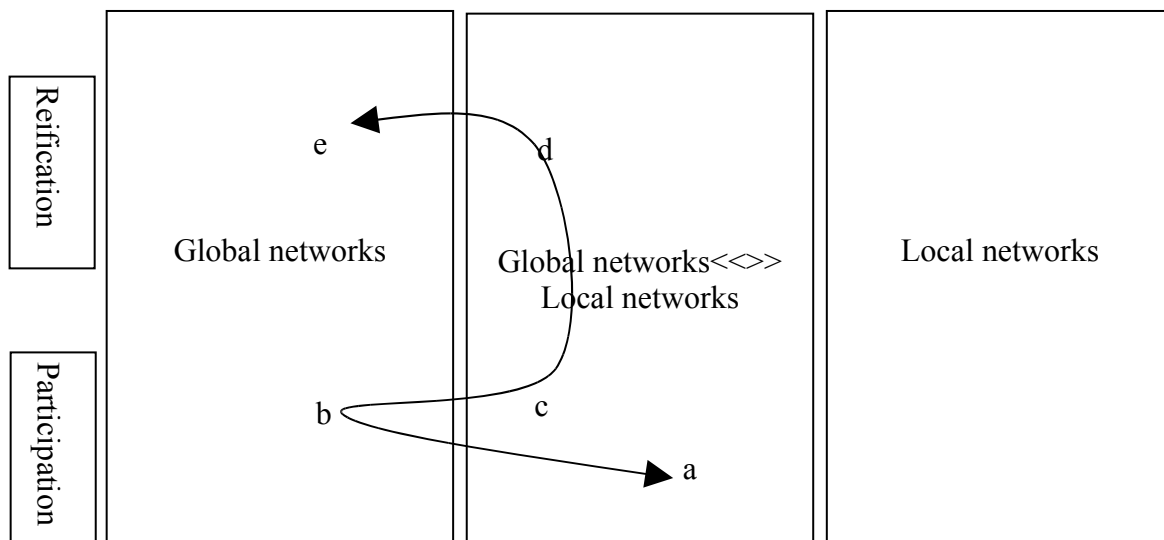 Reification
e
d
Global networks
Global networks<<>>
Local networks
Local networks
Participation
b
c
a